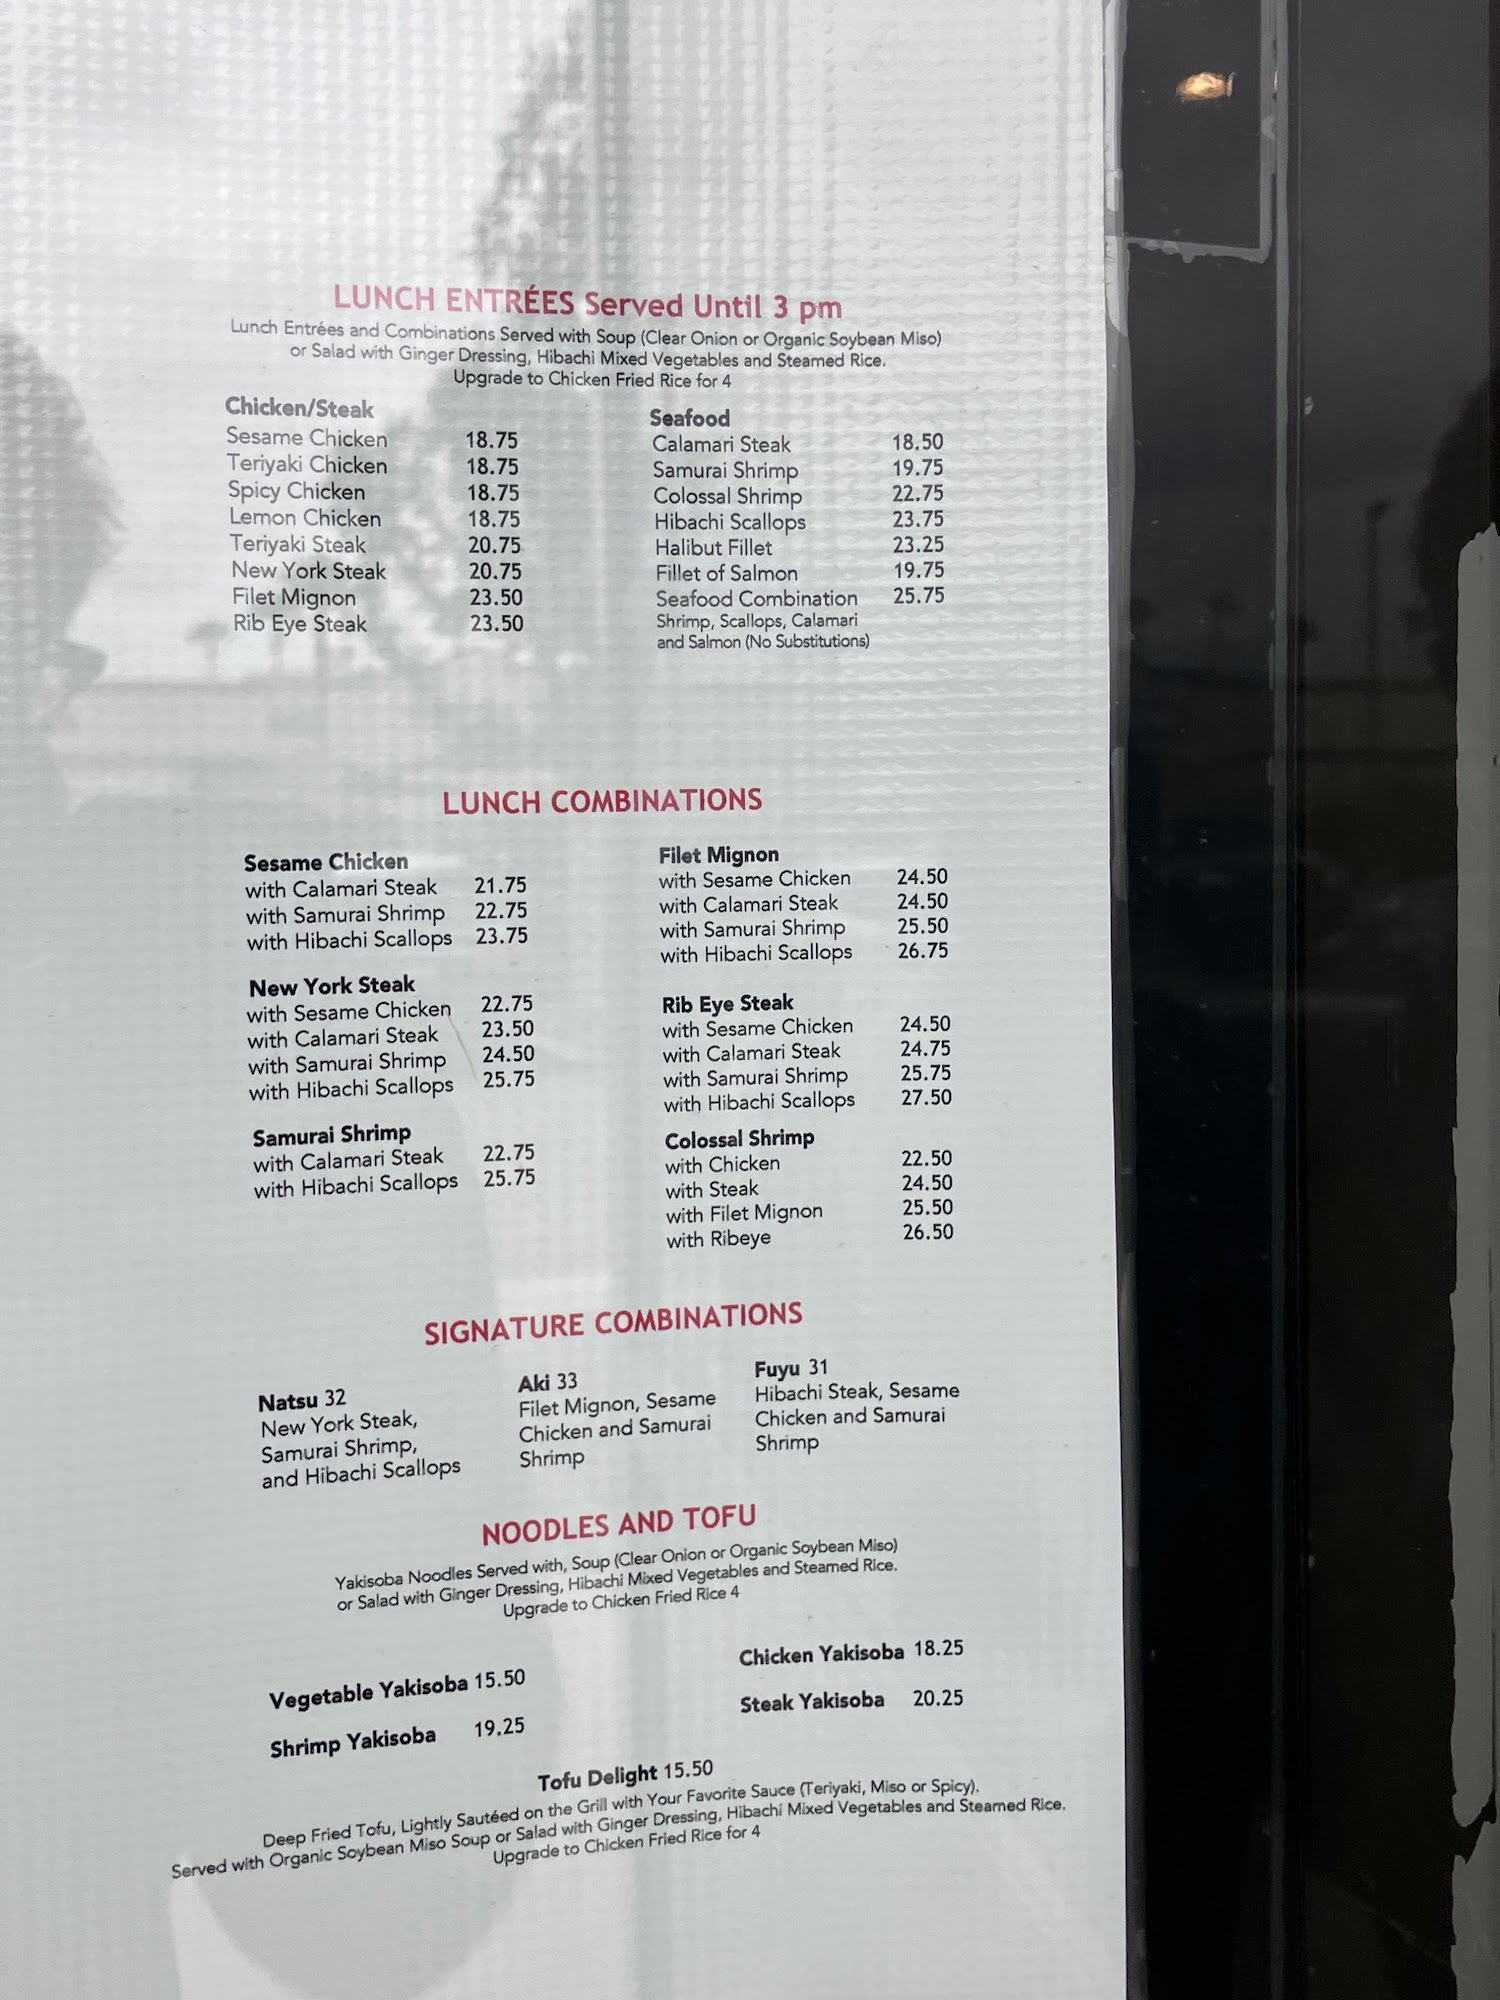 LUNCH ENTRÉES Served Until 3 pm
Lunch Entrées and Combinations Served with Soup (Clear Onion or Organic Soybean Miso)
or Salad with Ginger Dressing, Hibachi Mixed Vegetables and Steamed Rice.
Upgrade to Chicken Fried Rice for 4
Chicken/Steak
Sesame Chicken 18.75
Teriyaki Chicken 18.75
Spicy Chicken 18.75
Lemon Chicken 18.75
Teriyaki Steak 20.75
New York Steak 20.75
Filet Mignon 23.50
Rib Eye Steak 23.50
Seafood
Calamari Steak 18.50
Samurai Shrimp 19.75
Colossal Shrimp 22.75
Hibachi Scallops 23.75
Halibut Fillet 23.25
Fillet of Salmon 19.75
Seafood Combination 25.75
Shrimp, Scallops, Calamari
and Salmon (No Substitutions)
LUNCH COMBINATIONS
Sesame Chicken
with Calamari Steak 21.75
with Samurai Shrimp 22.75
with Hibachi Scallops 23.75
New York Steak
with Sesame Chicken 22.75
with Calamari Steak 23.50
with Samurai Shrimp 24.50
with Hibachi Scallops 25.75
Samurai Shrimp
with Calamari Steak 22.75
with Hibachi Scallops 25.75
Filet Mignon
with Sesame Chicken 24.50
with Calamari Steak 24.50
with Samurai Shrimp 25.50
with Hibachi Scallops 26.75
Rib Eye Steak
with Sesame Chicken 24.50
with Calamari Steak 24.75
with Samurai Shrimp 25.75
with Hibachi Scallops 27.50
Colossal Shrimp
with Chicken 22.50
with Steak 24.50
with Filet Mignon 25.50
with Ribeye 26.50
SIGNATURE COMBINATIONS
Natsu 32
New York Steak,
Samurai Shrimp,
and Hibachi Scallops
Aki 33
Filet Mignon, Sesame
Chicken and Samurai
Shrimp
Fuyu 31
Hibachi Steak, Sesame
Chicken and Samurai
Shrimp
NOODLES AND TOFU
Yakisoba Noodles Served with, Soup (Clear Onion or Organic Soybean Miso)
or Salad with Ginger Dressing, Hibachi Mixed Vegetables and Steamed Rice.
Upgrade to Chicken Fried Rice 4
Vegetable Yakisoba 15.50
Shrimp Yakisoba 19.25
Chicken Yakisoba 18.25
Steak Yakisoba 20.25
Tofu Delight 15.50
Deep Fried Tofu, Lightly Sautéed on the Grill with Your Favorite Sauce (Teriyaki, Miso or Spicy).
Served with Organic Soybean Miso Soup or Salad with Ginger Dressing, Hibachi Mixed Vegetables and Steamed Rice.
Upgrade to Chicken Fried Rice for 4